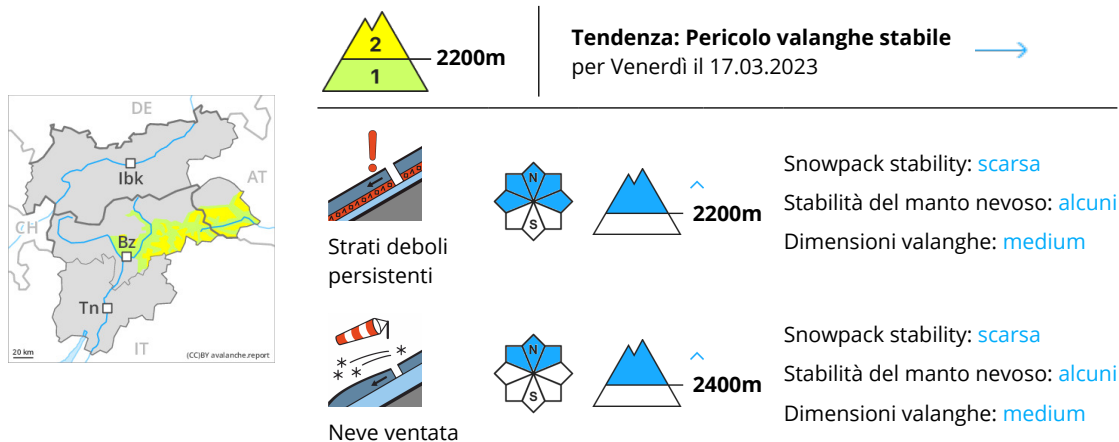 2
1
2200m
Tendenza: Pericolo valanghe stabile
per Venerdì il 17.03.2023
DE
Ibk
AT
CH
Bz
Tn
IT
20 km
(CC)BY avalanche.report
Strati deboli
persistenti
N
S
2200m
Snowpack stability: scarsa
Stabilità del manto nevoso: alcuni
Dimensioni valanghe: medium
Neve ventata
N
S
2400m
Snowpack stability: scarsa
Stabilità del manto nevoso: alcuni
Dimensioni valanghe: medium